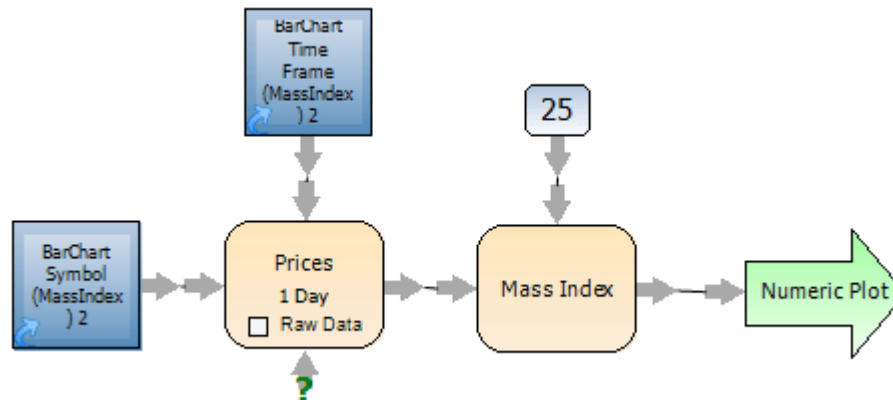 BarChart
Time
Frame
(MassIndex
) 2
25
BarChart
Symbol
(MassIndex
) 2
Prices
1 Day
Raw Data
Mass Index
Numeric Plot
?